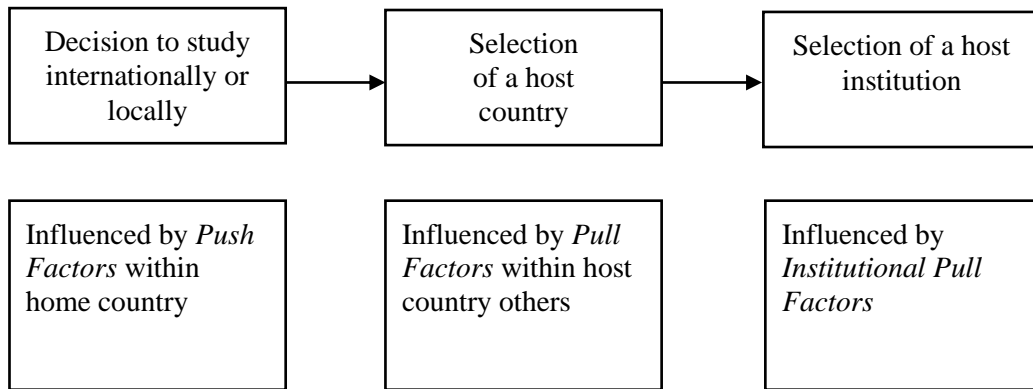 Decision to study
internationally or
locally
Selection
of a host
country
Selection of a host
institution
Influenced by Push
Factors within
home country
Influenced by Pull
Factors within host
country others
Influenced by
Institutional Pull
Factors